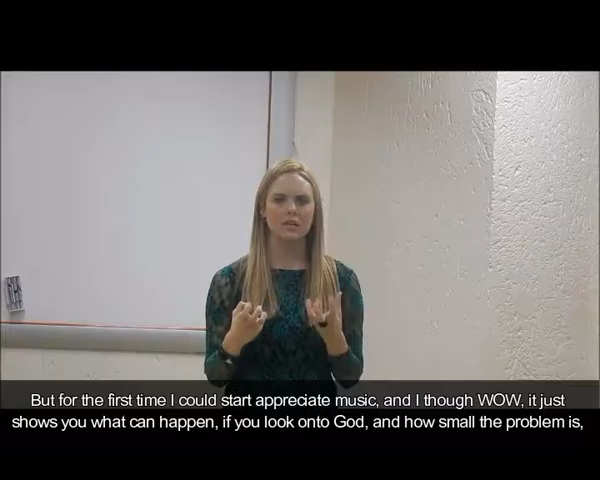 But for the first time I could start appreciate music, and I though WOW, it just
shows you what can happen, if you look onto God, and how small the problem is,